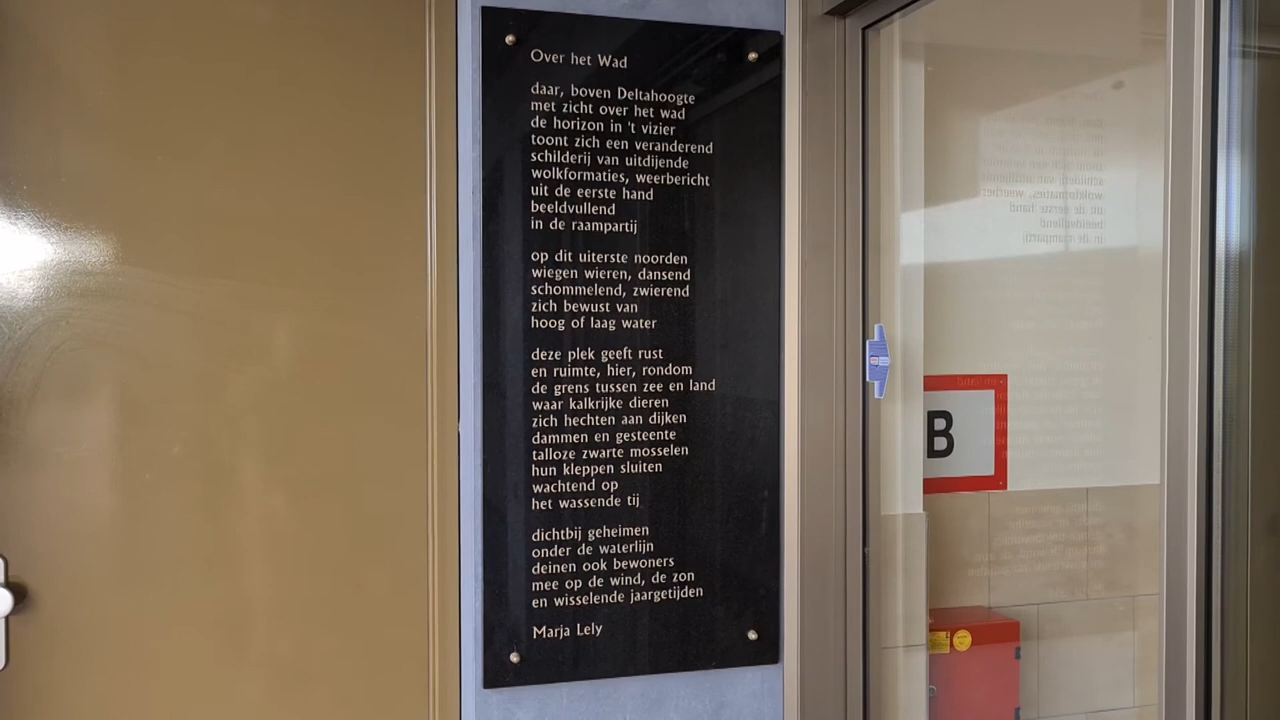 Over het Wad
daar, boven Deltahoogte
met zicht over het wad
de horizon in 't vizier
toont zich een veranderend
schilderij van uitdijende
wolkformaties, weerbericht
uit de eerste hand
beeldvullend
in de raampartij
op dit uiterste noorden
wiegen wieren, dansend
schommelend, zwierend
zich bewust van
hoog of laag water
deze plek geeft rust
en ruimte, hier, rondom
de grens tussen zee en land
waar kalkrijke dieren
zich hechten aan dijken
dammen en gesteente
talloze zwarte mosselen
hun kleppen sluiten
wachtend op
het wassende tij
dichtbij geheimen
onder de waterlijn
deinen ook bewoners
mee op de wind, de zon
en wisselende jaargetijden
Marja Lely
B